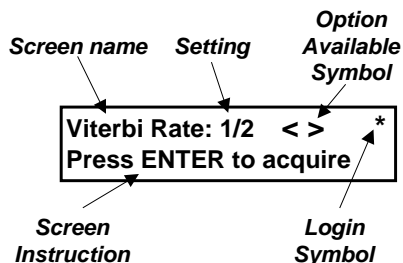 Option
Screen name Setting Available
Symbol
Viterbi Rate: 1/2 < > *
Press ENTER to acquire
Screen Login
Instruction Symbol